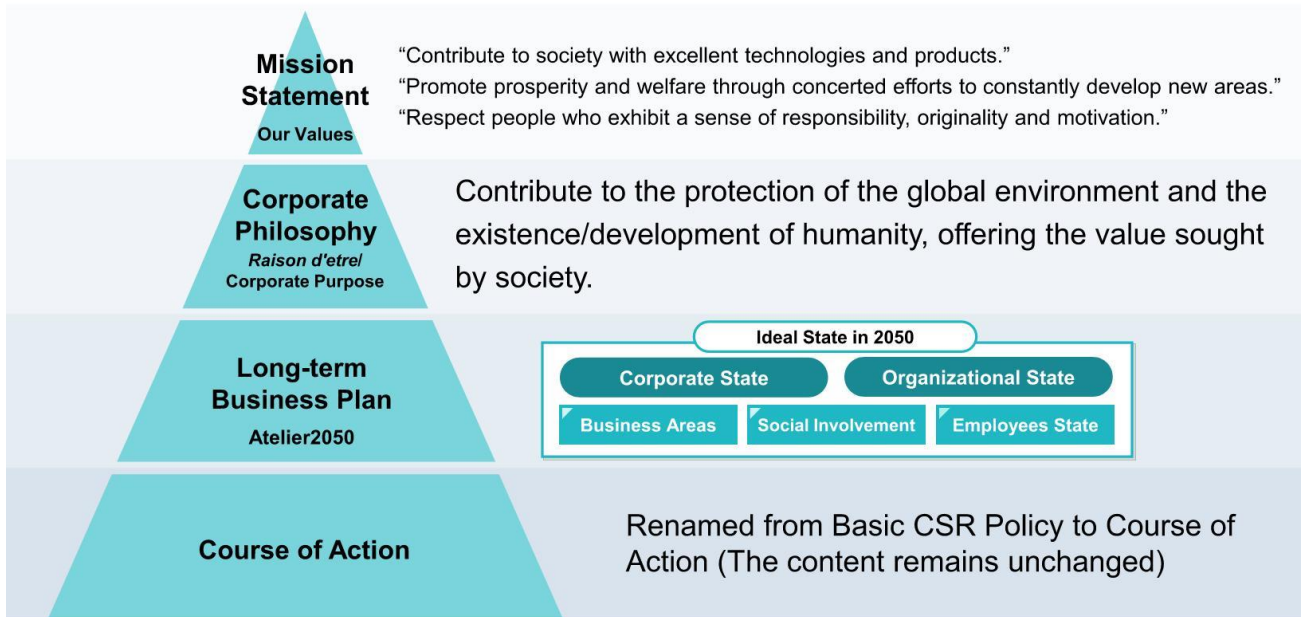 Mission
Statement
Our Values
“Contribute to society with excellent technologies and products.”
“Promote prosperity and welfare through concerted efforts to constantly develop new areas.”
“Respect people who exhibit a sense of responsibility, originality and motivation.”
Corporate
Philosophy
Raison d'etre/
Corporate Purpose
Contribute to the protection of the global environment and the
existence/development of humanity, offering the value sought
by society.
Long-term
Business Plan
Atelier2050
Ideal State in 2050
Corporate State
Organizational State
Business Areas
Social Involvement
Employees State
Course of Action
Renamed from Basic CSR Policy to Course of
Action (The content remains unchanged)